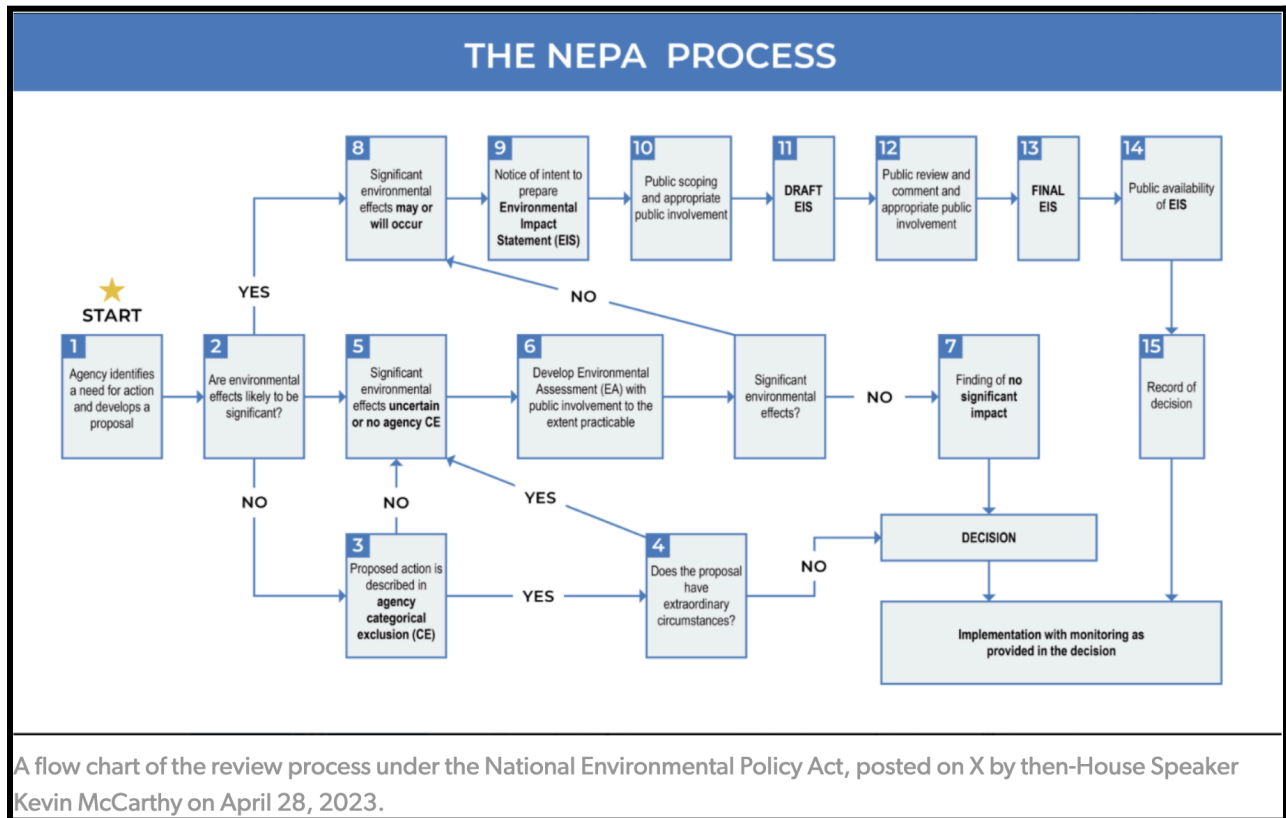 THE NEPA PROCESS
8
Significant
environmental
effects may or
will occur
9
Notice of intent to
prepare
Environmental
Impact
Statement (EIS)
10
Public scoping
and appropriate
public involvement
11
DRAFT
EIS
12
Public review and
comment and
appropriate public
involvement
13
FINAL
EIS
14
Public availability
of EIS
YES
NO
START
1
Agency identifies
a need for action
and develops a
proposal
2
Are environmental
effects likely to be
significant?
5
Significant
environmental
effects uncertain
or no agency CE
6
Develop Environmental
Assessment (EA) with
public involvement to the
extent practicable
Significant
environmental
effects?
NO
7
Finding of no
significant
impact
15
Record of
decision
NO
NO
YES
3
Proposed action is
described in
agency
categorical
exclusion (CE)
YES
4
Does the proposal
have
extraordinary
circumstances?
NO
DECISION
Implementation with monitoring as
provided in the decision
A flow chart of the review process under the National Environmental Policy Act, posted on X by then-House Speaker
Kevin McCarthy on April 28, 2023.